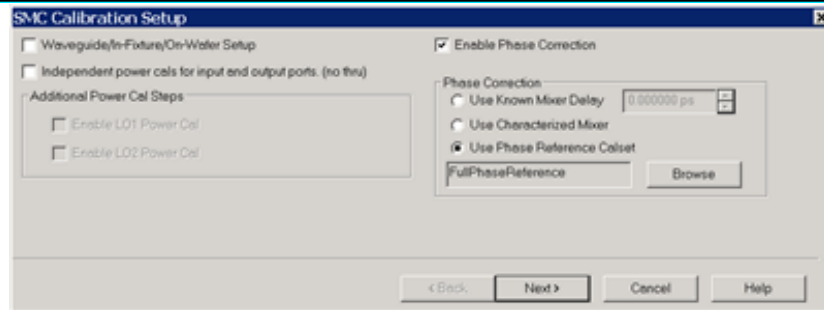 SMC Calibration Setup
Waveguide/In-Fixture/On-Wafer Setup
Independent power cals for input and output ports. (no thru)
Additional Power Cal Steps
Enable LO1 Power Cal
Enable LO2 Power Cal
Enable Phase Correction
Phase Correction
Use Known Mixer Delay 0.000000 ps
Use Characterized Mixer
Use Phase Reference Calset
FullPhaseReference Browse
< Back Next > Cancel Help